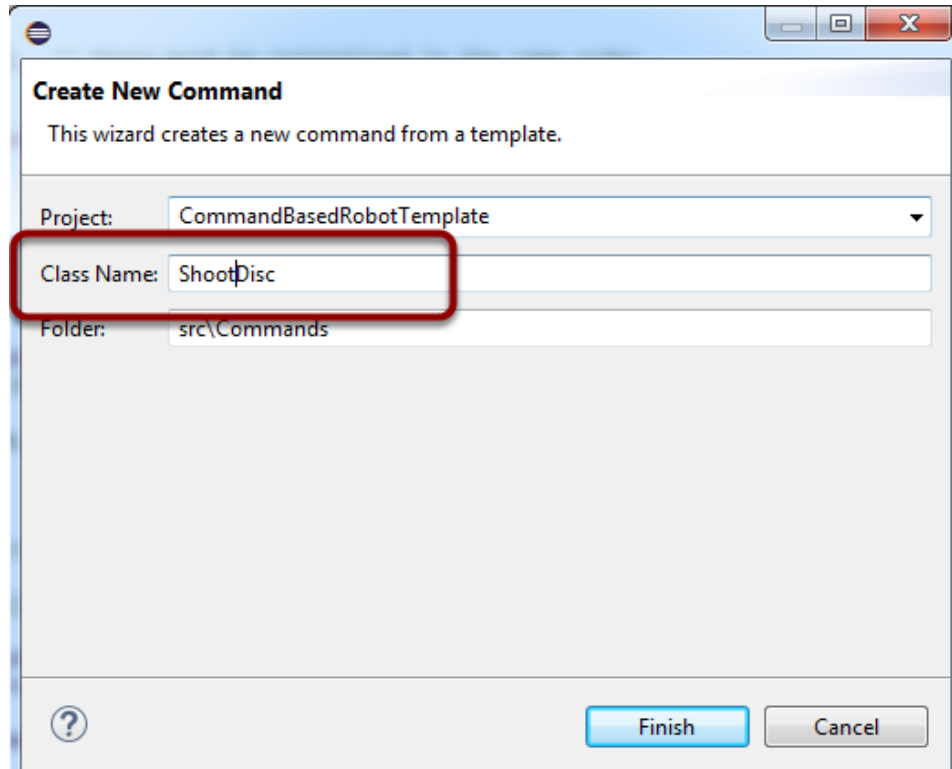 Create New Command
This wizard creates a new command from a template.
Project: CommandBasedRobotTemplate
Class Name: ShootDisc
Folder: src\Commands
? Finish Cancel